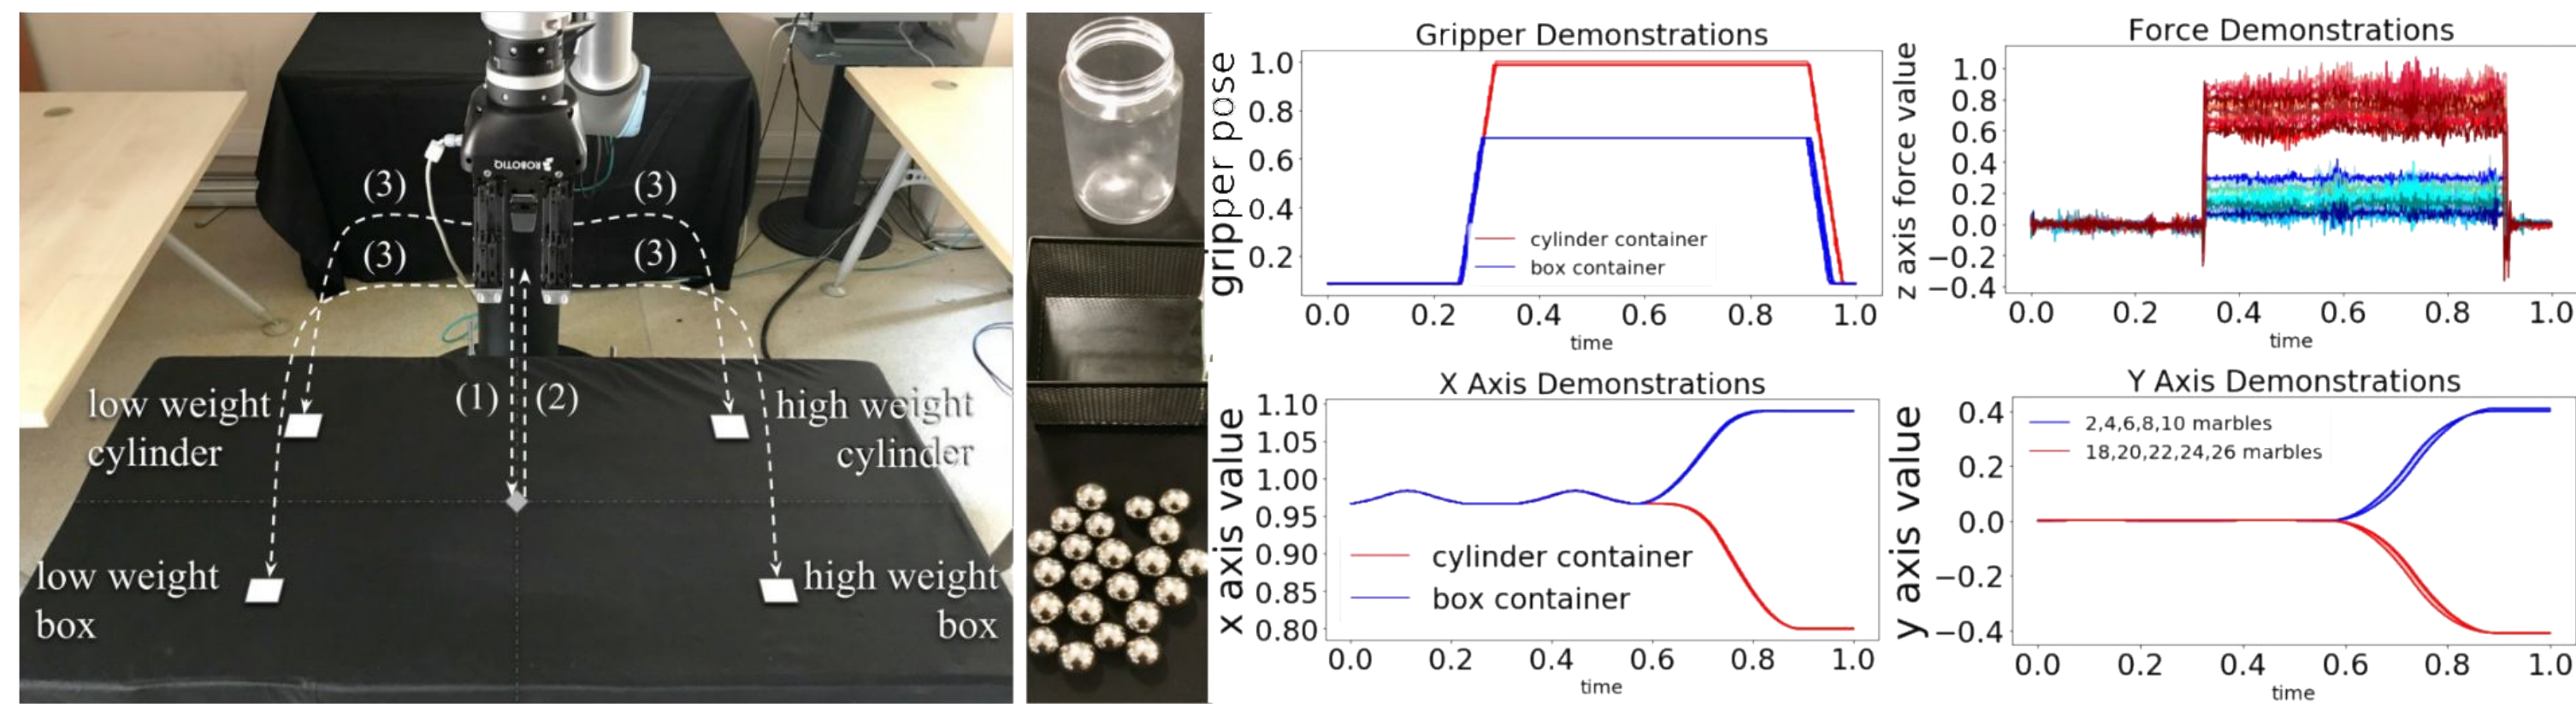 ROBOTIQ
(3)
(3)
(3)
(3)
(1)
(2)
low weight
cylinder
high weight
cylinder
low weight
box
high weight
box
Gripper Demonstrations
gripper pose
1.0
0.8
0.6
0.4
0.2
cylinder container
box container
0.0 0.2 0.4 0.6 0.8 1.0
time
Force Demonstrations
z axis force value
1.0
0.8
0.6
0.4
0.2
0.0
−0.2
−0.4
0.0 0.2 0.4 0.6 0.8 1.0
time
X Axis Demonstrations
x axis value
1.10
1.05
1.00
0.95
0.90
0.85
0.80
cylinder container
box container
0.0 0.2 0.4 0.6 0.8 1.0
time
Y Axis Demonstrations
y axis value
0.4
0.2
0.0
−0.2
−0.4
2,4,6,8,10 marbles
18,20,22,24,26 marbles
0.0 0.2 0.4 0.6 0.8 1.0
time